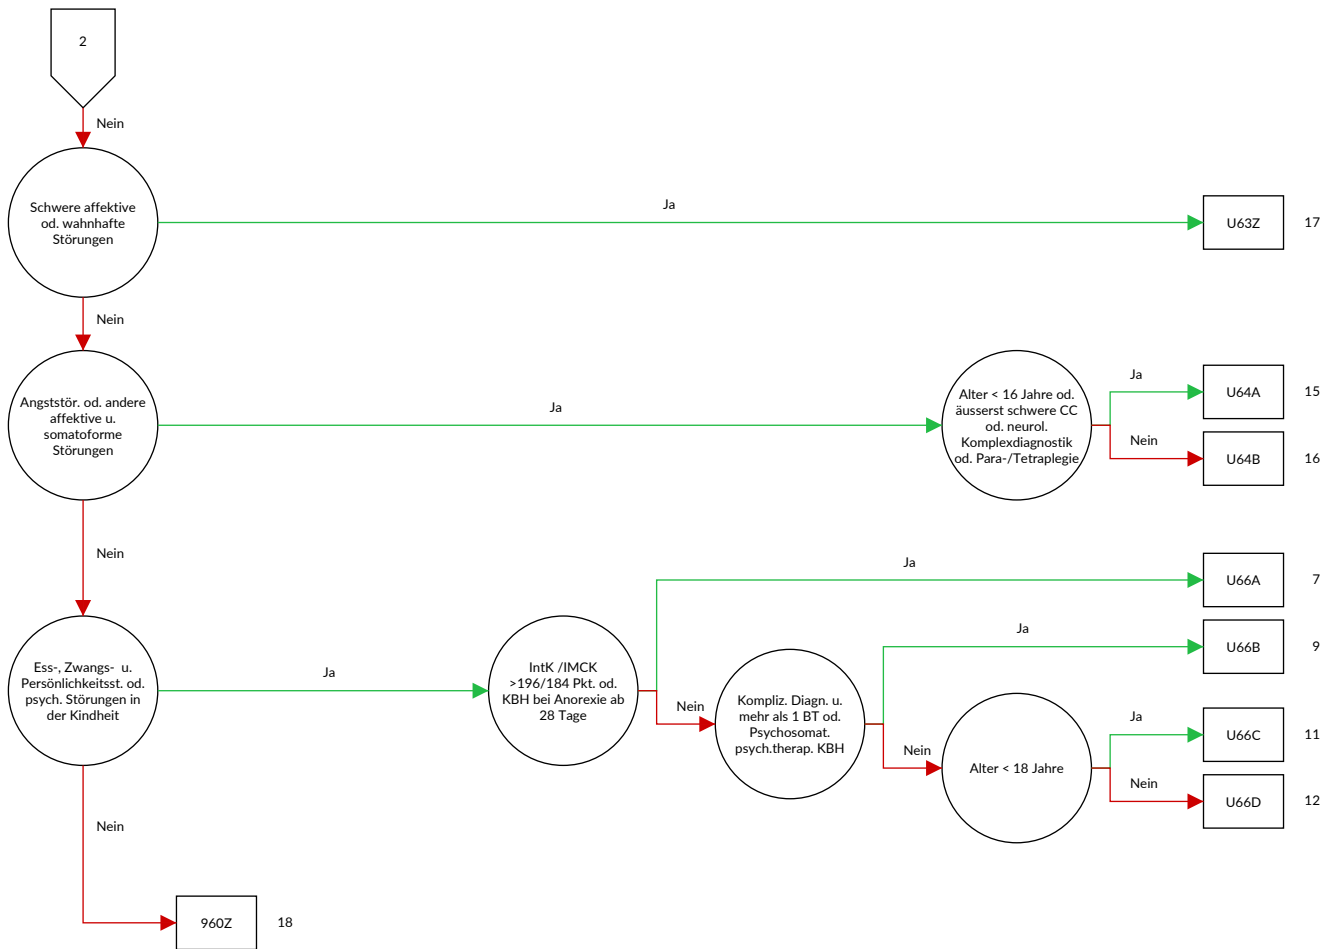 2
Nein
Schwere affektive
od. wahnhafte
Störungen
Ja
U63Z
17
Nein
Angststör. od. andere
affektive u.
somatoforme
Störungen
Ja
Alter < 16 Jahre od.
äusserst schwere CC
od. neurol.
Komplexdiagnostik
od. Para-/Tetraplegie
Ja
U64A
15
Nein
U64B
16
Nein
Ess-, Zwangs- u.
Persönlichkeitsst. od.
psych. Störungen in
der Kindheit
Ja
IntK /IMCK
>196/184 Pkt. od.
KBH bei Anorexie ab
28 Tage
Ja
U66A
7
Nein
Kompliz. Diagn. u.
mehr als 1 BT od.
Psychosomat.
psych.therap. KBH
Ja
U66B
9
Nein
Alter < 18 Jahre
Ja
U66C
11
Nein
U66D
12
Nein
960Z
18